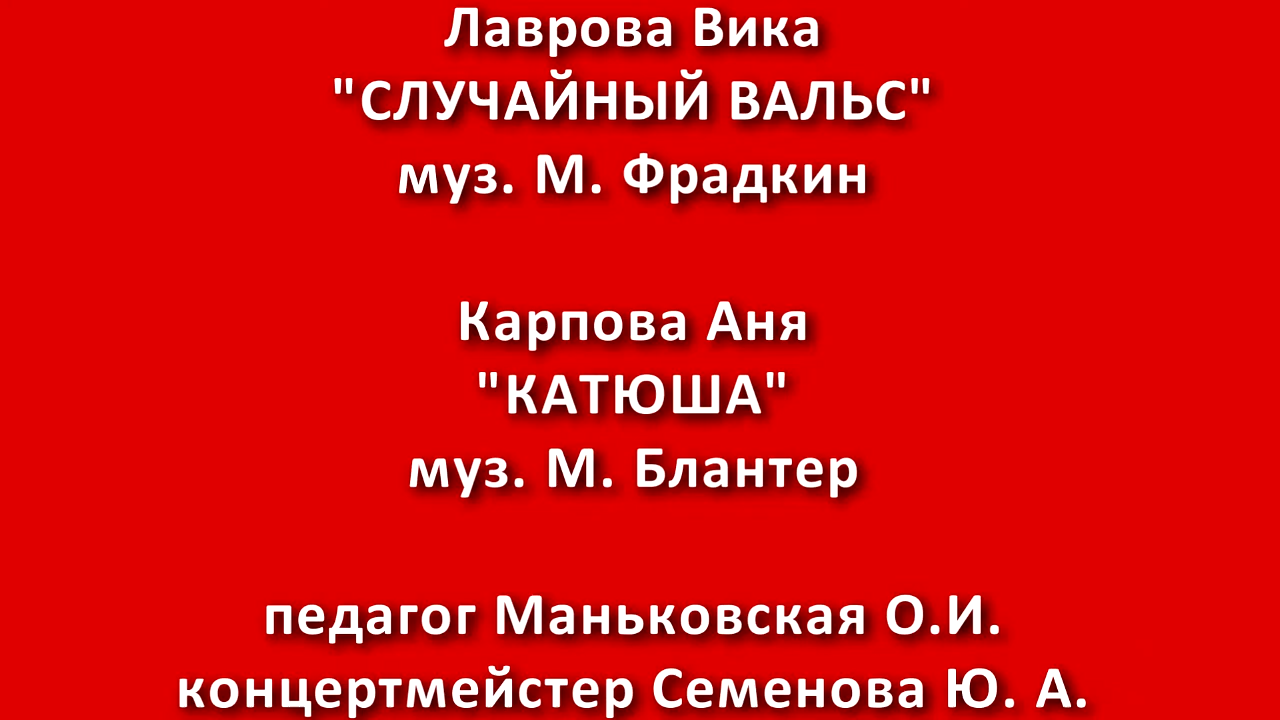 Лаврова Вика
"СЛУЧАЙНЫЙ ВАЛЬС"
муз. М. Фрадкин
Карпова Аня
"КАТЮША"
муз. М. Блантер
педагог Маньковская О.И.
концертмейстер Семенова Ю. А.